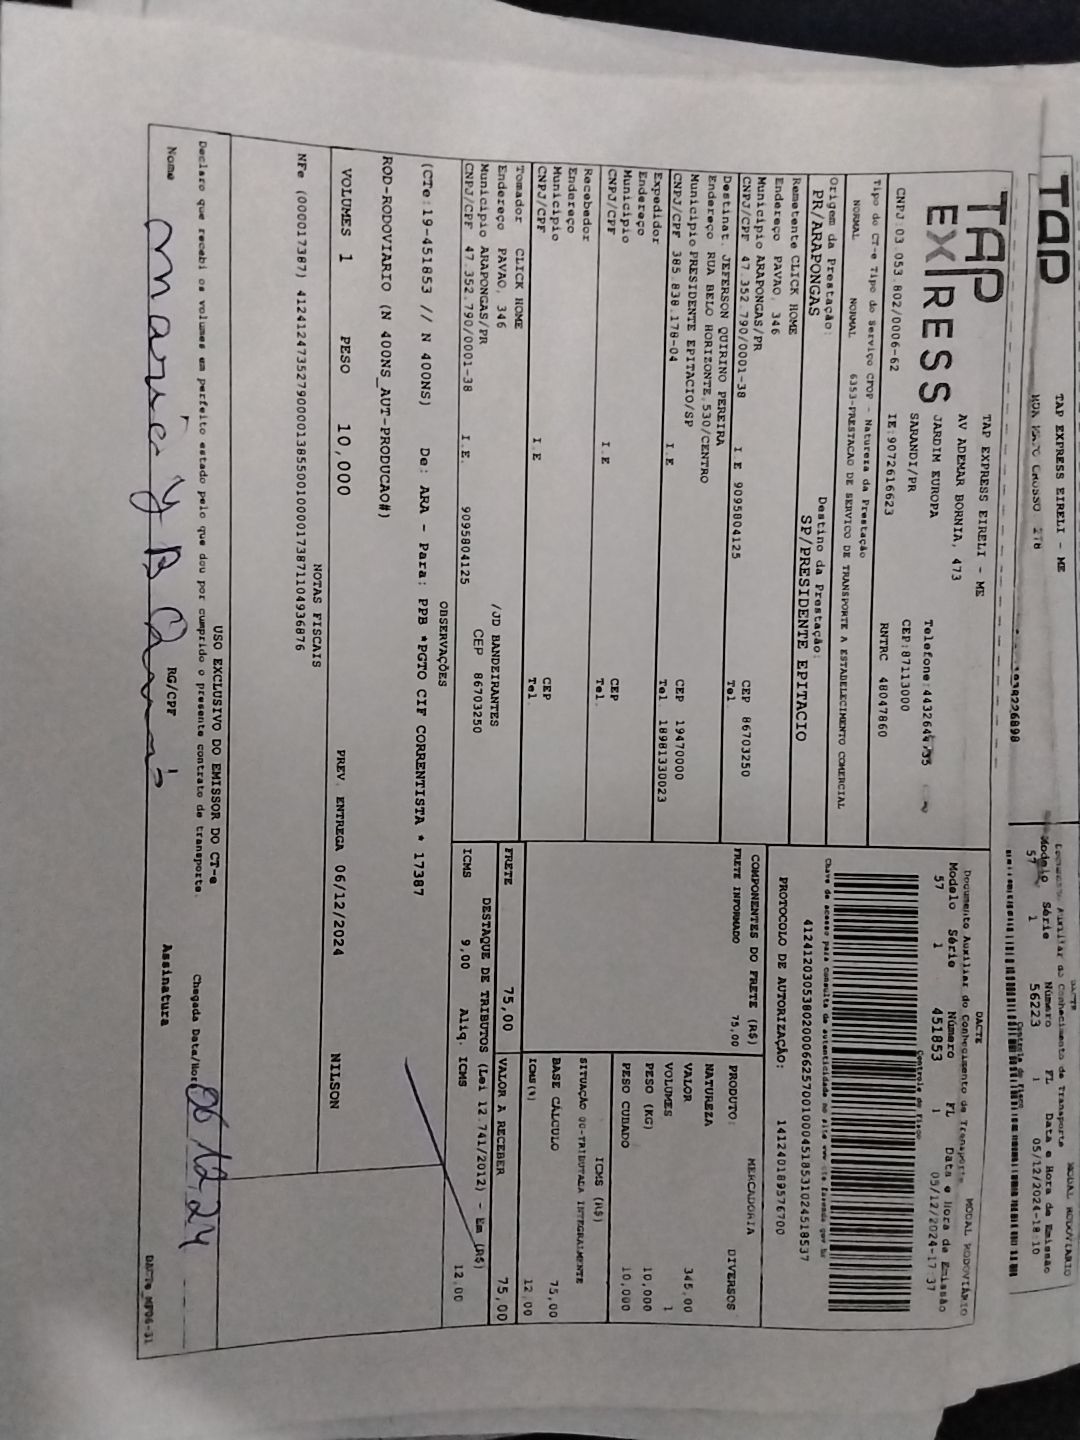 TAP
TAP EXPRESS EIRELI - ME
MODAL RODOVIARIO
Modelo Série Número FL Data e Hora da Emissão
57 1 56223 1 05/12/2024-18:10
TAP
EXPRESS
TAP EXPRESS EIRELI - ME
AV ADEMAR BORNIA, 473
JARDIM EUROPA
SARANDI/PR
CEP:87113000
CNPJ:03.053.802/0006-62
IE:9072616623
RNTRC 48047860
DACTE
Documento Auxiliar do Conhecimento de Transporte MODAL RODOVIÁRIO
Modelo Série Número FL Data e Hora de Emissão
57 1 451853 1 05/12/2024-17:37
Controle do Fisco
Tipo do CT-e Tipo do Serviço CFOP - Natureza da Prestação
NORMAL NORMAL 6353-PRESTACAO DE SERVICO DE TRANSPORTE A ESTABELECIMENTO COMERCIAL
Chave de acesso para consulta de autenticidade no site www.cte.fazenda.gov.br
41241203053802000662570010004518531024518537
PROTOCOLO DE AUTORIZAÇÃO: 141240189576700
Origem da Prestação:
PR/ARAPONGAS
Destino da Prestação:
SP/PRESIDENTE EPITACIO
Remetente CLICK HOME
Endereço PAVAO, 346
Município ARAPONGAS/PR CEP 86703250
CNPJ/CPF 47.352.790/0001-38 I.E 9095804125 Tel
Destinat. JEFERSON QUIRINO PEREIRA
Endereço RUA BELO HORIZONTE,530/CENTRO
Município PRESIDENTE EPITACIO/SP CEP 19470000
CNPJ/CPF 385.838.178-04 I.E Tel. 18981330023
Expedidor
Endereço
Município CEP
CNPJ/CPF I.E Tel.
Recebedor
Endereço
Município CEP
CNPJ/CPF I.E Tel.
Tomador CLICK HOME
Endereço PAVAO, 346 /JD BANDEIRANTES
Município ARAPONGAS/PR CEP 86703250
CNPJ/CPF 47.352.790/0001-38 I.E. 9095804125
COMPONENTES DO FRETE (R$)
FRETE INFORMADO 75,00
PRODUTO: MERCADORIA
NATUREZA DIVERSOS
VALOR 345,00
VOLUMES 1
PESO (KG) 10,000
PESO CUBADO 10,000
ICMS (R$)
SITUAÇÃO 00-TRIBUTADA INTEGRALMENTE
BASE CÁLCULO 75,00
ICMS(%) 12,00
FRETE 75,00 VALOR A RECEBER 75,00
DESTAQUE DE TRIBUTOS (Lei 12.741/2012) - Em (R$)
ICMS 9,00 Aliq. ICMS 12,00
OBSERVAÇÕES
(CTe:19-451853 // N 400NS) De: ARA - Para: PPB *PGTO CIF CORRENTISTA * 17387
ROD-RODOVIARIO (N 400NS_AUT-PRODUCAO#)
VOLUMES 1 PESO 10,000 PREV. ENTREGA 06/12/2024 NILSON
NOTAS FISCAIS
NFe (000017387) 41241247352790000138550010000173871104936876
USO EXCLUSIVO DO EMISSOR DO CT-e
Declaro que recebi os volumes em perfeito estado pelo que dou por cumprido o presente contrato de transporte. Chegada Data/Hora 06/12/24
Nome RG/CPF Assinatura